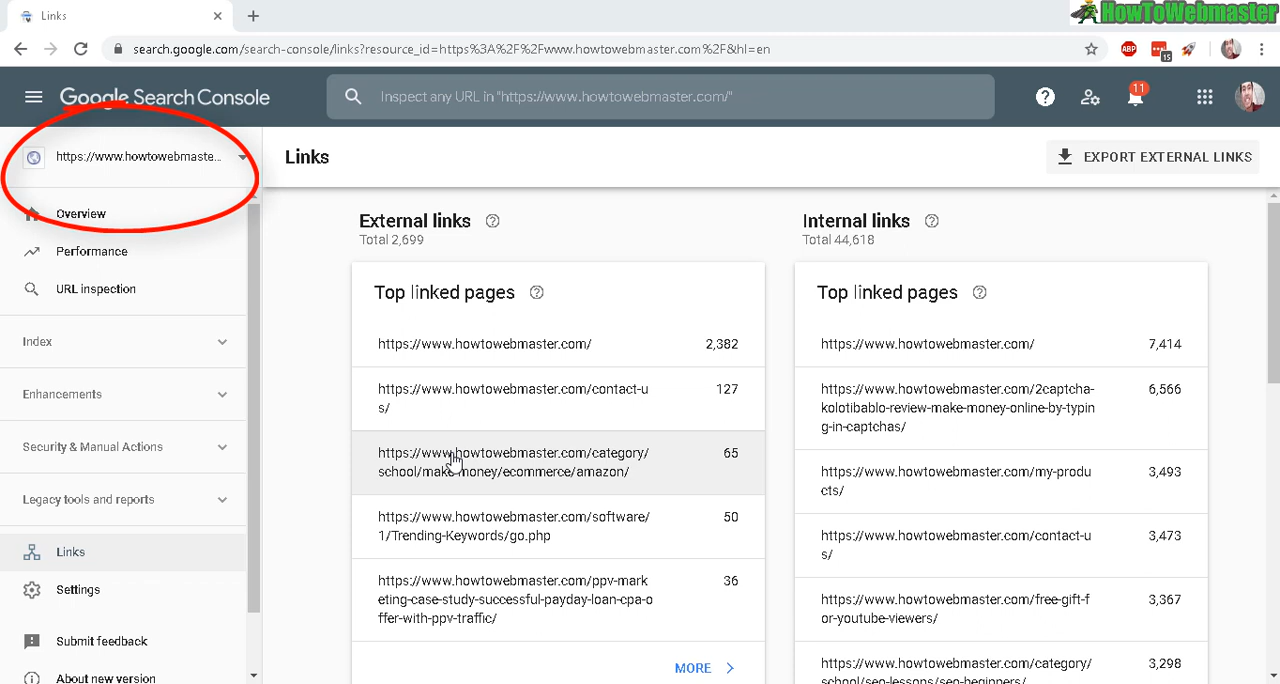 Links
HowToWebmaster
search.google.com/search-console/links?resource_id=https%3A%2F%2Fwww.howtowebmaster.com%2F&hl=en
ABP
15
Google Search Console
Inspect any URL in "https://www.howtowebmaster.com/"
11
https://www.howtowebmaste...
Links
EXPORT EXTERNAL LINKS
Overview
Performance
URL inspection
Index
Enhancements
Security & Manual Actions
Legacy tools and reports
Links
Settings
Submit feedback
About new version
External links
Total 2,699
Top linked pages
https://www.howtowebmaster.com/ 2,382
https://www.howtowebmaster.com/contact-u 127
s/
https://www.howtowebmaster.com/category/ 65
school/make-money/ecommerce/amazon/
https://www.howtowebmaster.com/software/ 50
1/Trending-Keywords/go.php
https://www.howtowebmaster.com/ppv-mark 36
eting-case-study-successful-payday-loan-cpa-o
ffer-with-ppv-traffic/
MORE
Internal links
Total 44,618
Top linked pages
https://www.howtowebmaster.com/ 7,414
https://www.howtowebmaster.com/2captcha- 6,566
kolotibablo-review-make-money-online-by-typin
g-in-captchas/
https://www.howtowebmaster.com/my-produ 3,493
cts/
https://www.howtowebmaster.com/contact-u 3,473
s/
https://www.howtowebmaster.com/free-gift-f 3,367
or-youtube-viewers/
https://www.howtowebmaster.com/category/ 3,298
school/seo-lessons/seo-beginners/